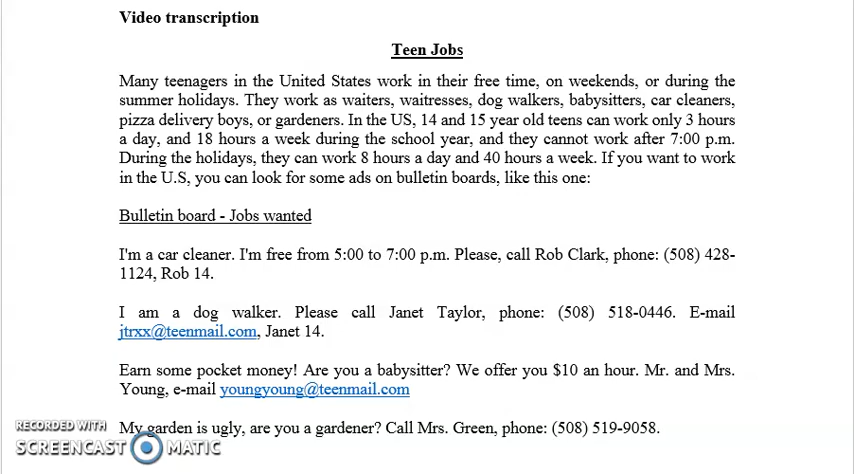 Video transcription
Teen Jobs
Many teenagers in the United States work in their free time, on weekends, or during the
summer holidays. They work as waiters, waitresses, dog walkers, babysitters, car cleaners,
pizza delivery boys, or gardeners. In the US, 14 and 15 year old teens can work only 3 hours
a day, and 18 hours a week during the school year, and they cannot work after 7:00 p.m.
During the holidays, they can work 8 hours a day and 40 hours a week. If you want to work
in the U.S, you can look for some ads on bulletin boards, like this one:
Bulletin board - Jobs wanted
I'm a car cleaner. I'm free from 5:00 to 7:00 p.m. Please, call Rob Clark, phone: (508) 428-
1124, Rob 14.
I am a dog walker. Please call Janet Taylor, phone: (508) 518-0446. E-mail
jtrxx@teenmail.com, Janet 14.
Earn some pocket money! Are you a babysitter? We offer you $10 an hour. Mr. and Mrs.
Young, e-mail youngyoung@teenmail.com
My garden is ugly, are you a gardener? Call Mrs. Green, phone: (508) 519-9058.
RECORDED WITH
SCREENCAST MATIC